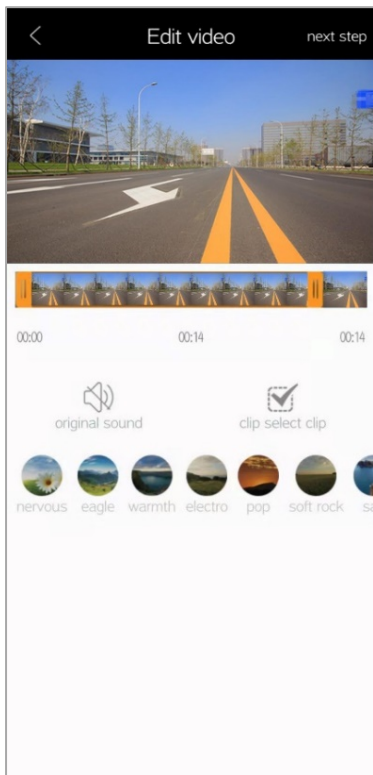 Edit video
next step
00:00 00:14 00:14
original sound clip select clip
nervous eagle warmth electro pop soft rock